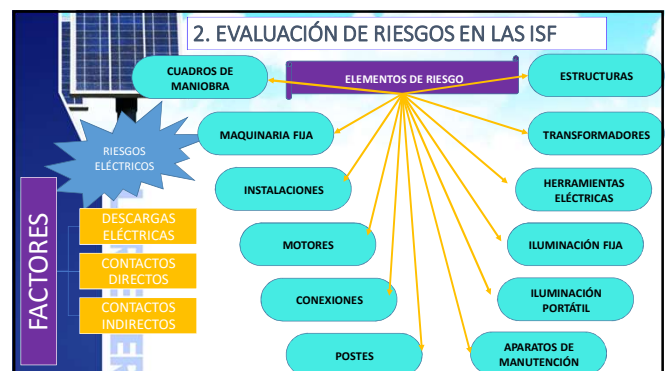 2. EVALUACIÓN DE RIESGOS EN LAS ISF
CUADROS DE
MANIOBRA
ELEMENTOS DE RIESGO
ESTRUCTURAS
RIESGOS
ELÉCTRICOS
MAQUINARIA FIJA
TRANSFORMADORES
INSTALACIONES
HERRAMIENTAS
ELÉCTRICAS
FACTORES
DESCARGAS
ELÉCTRICAS
MOTORES
ILUMINACIÓN FIJA
CONTACTOS
DIRECTOS
CONEXIONES
ILUMINACIÓN
PORTÁTIL
CONTACTOS
INDIRECTOS
POSTES
APARATOS DE
MANUTENCIÓN